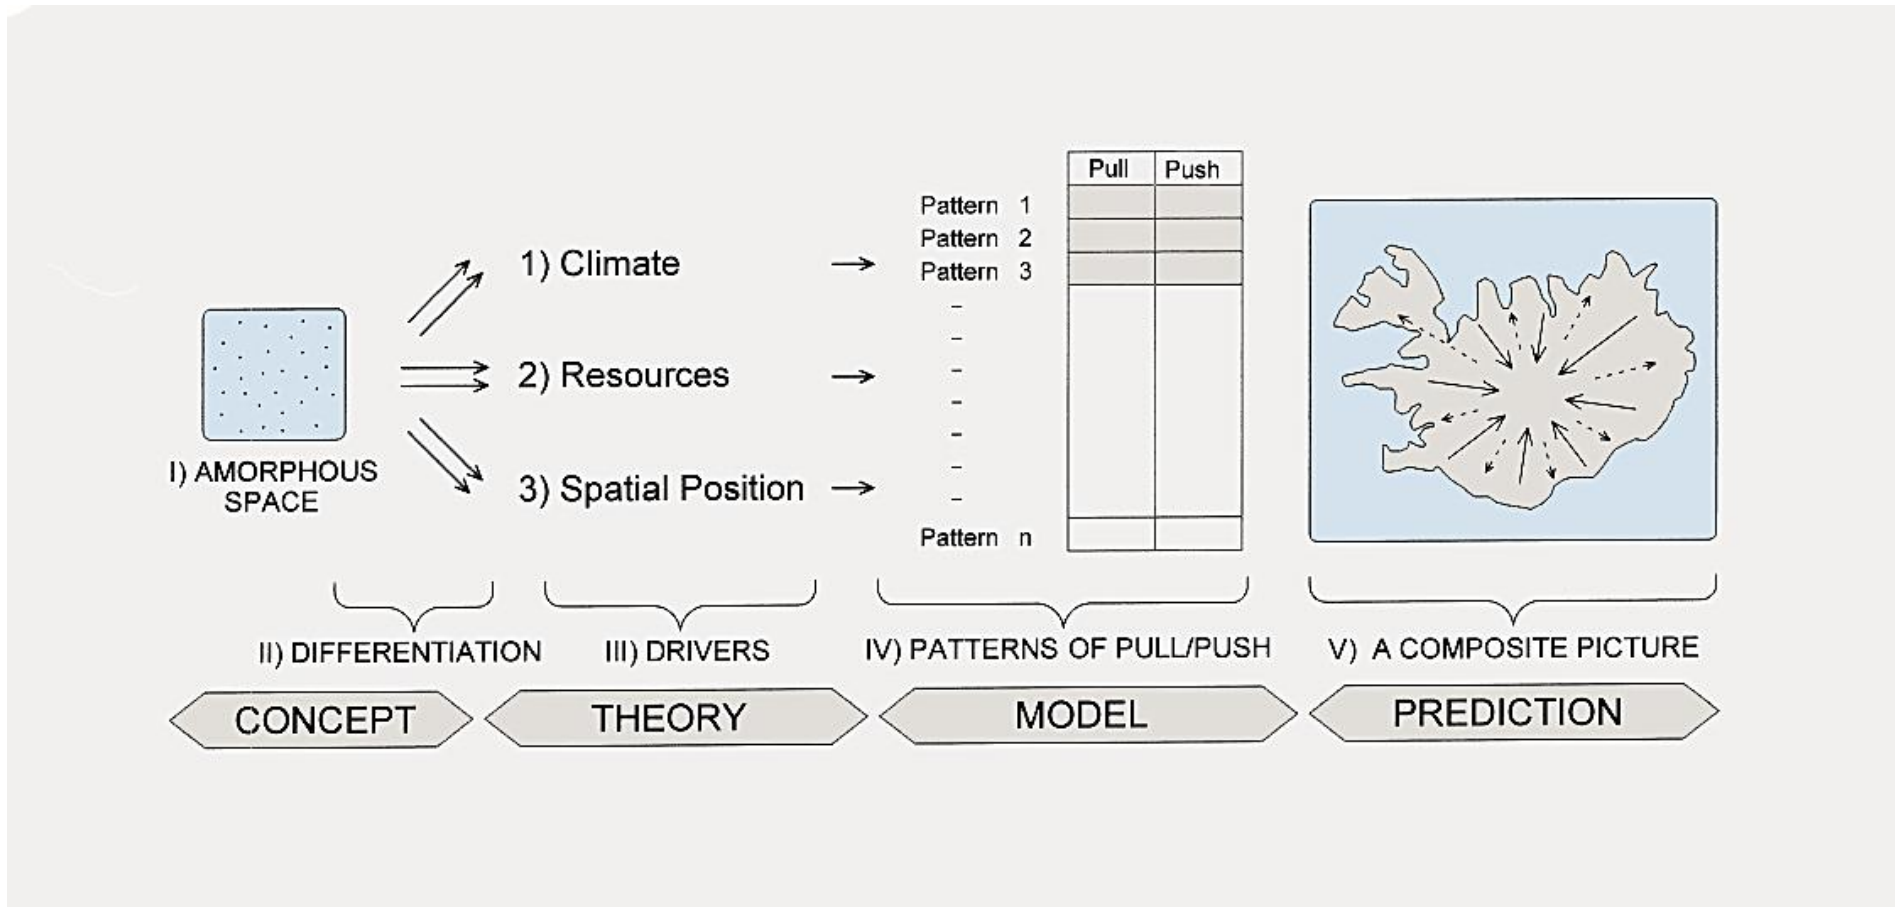 Pull Push
Pattern 1
Pattern 2
Pattern 3
–
–
–
–
–
–
–
Pattern n
1) Climate
2) Resources
3) Spatial Position
I) AMORPHOUS
SPACE
II) DIFFERENTIATION
III) DRIVERS
IV) PATTERNS OF PULL/PUSH
V) A COMPOSITE PICTURE
CONCEPT
THEORY
MODEL
PREDICTION